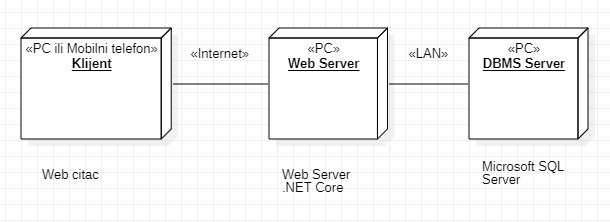 «PC ili Mobilni telefon»
Klijent
«Internet»
«PC»
Web Server
«LAN»
«PC»
DBMS Server
Web citac
Web Server
.NET Core
Microsoft SQL
Server